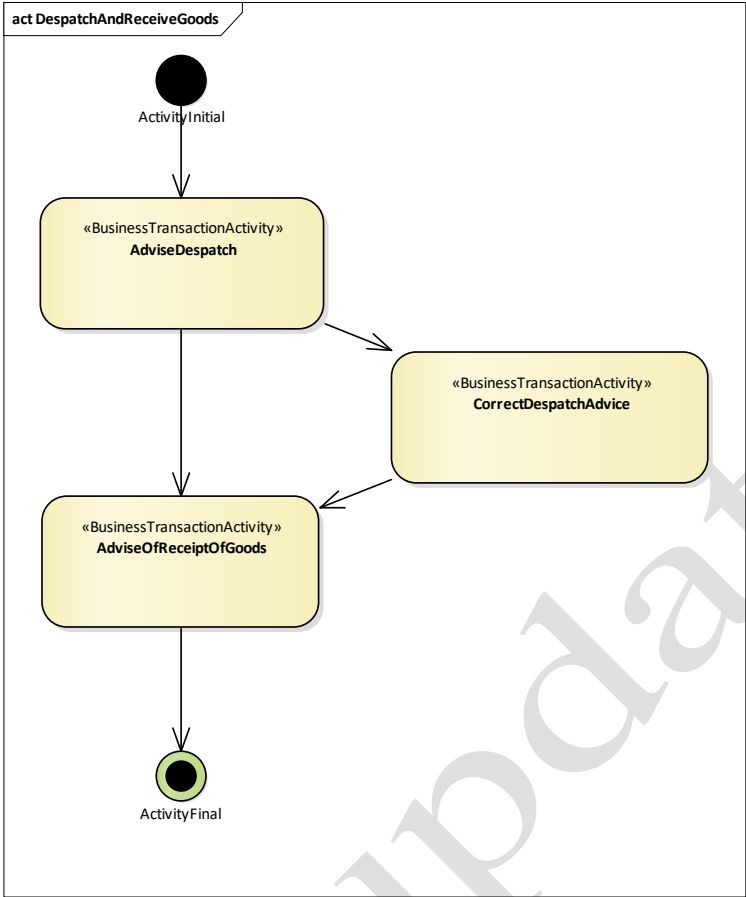 act DespatchAndReceiveGoods
ActivityInitial
«BusinessTransactionActivity»
AdviseDespatch
«BusinessTransactionActivity»
CorrectDespatchAdvice
«BusinessTransactionActivity»
AdviseOfReceiptOfGoods
ActivityFinal